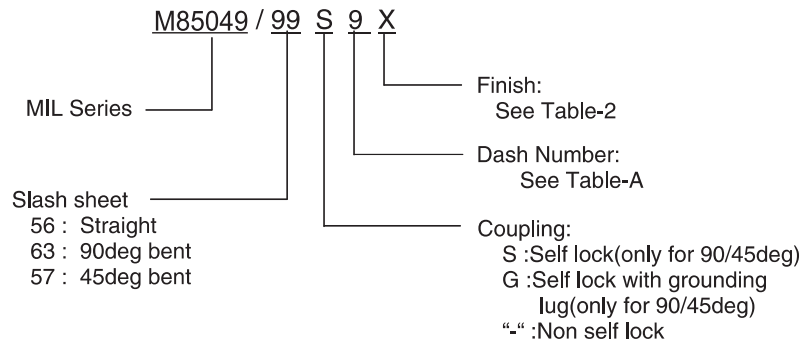 M85049 / 99 S 9 X
MIL Series
Finish:
See Table-2
Dash Number:
See Table-A
Slash sheet
56 : Straight
63 : 90deg bent
57 : 45deg bent
Coupling:
S :Self lock(only for 90/45deg)
G :Self lock with grounding
lug(only for 90/45deg)
“-“ :Non self lock